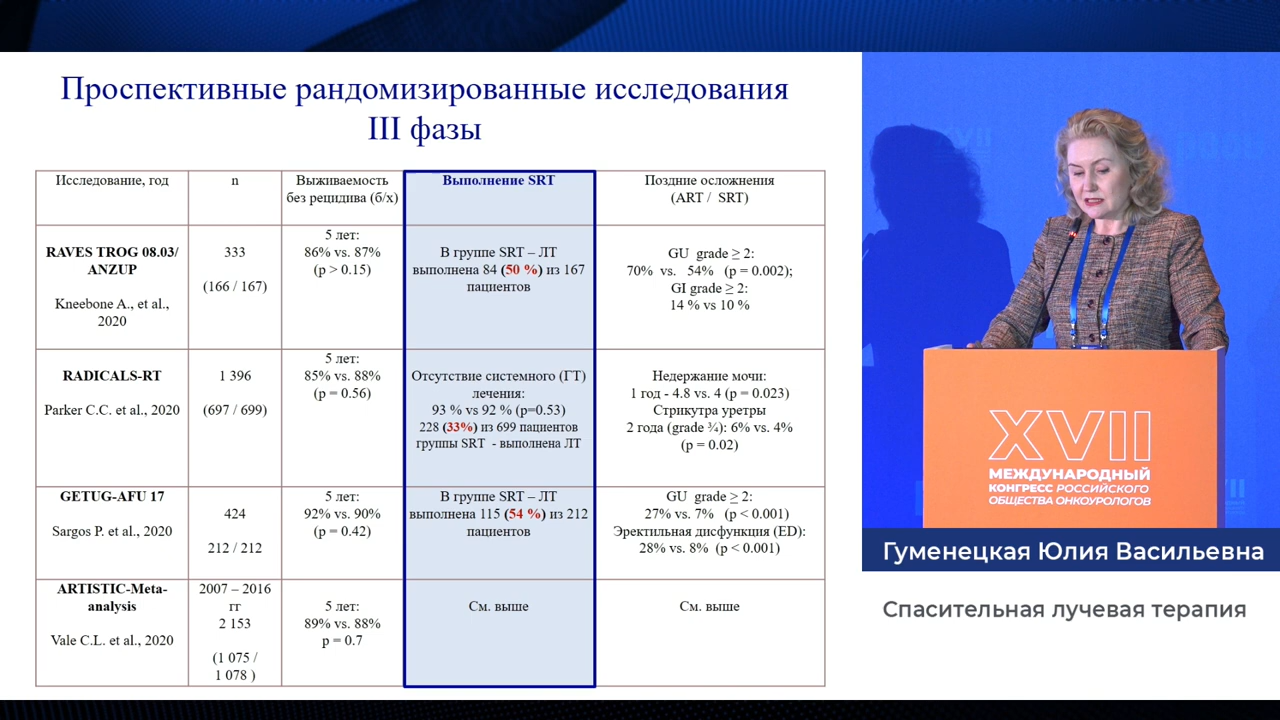 Проспективные рандомизированные исследования
III фазы
Исследование, год
n
Выживаемость
без рецидива (б/х)
Выполнение SRT
Поздние осложнения
(ART / SRT)
RAVES TROG 08.03/
ANZUP
Kneebone A., et al.,
2020
333
(166 / 167)
5 лет:
86% vs. 87%
(p > 0.15)
В группе SRT – ЛТ
выполнена 84 (50 %) из 167
пациентов
GU grade ≥ 2:
70% vs. 54% (p = 0.002);
GI grade ≥ 2:
14 % vs 10 %
RADICALS-RT
Parker C.C. et al., 2020
1 396
(697 / 699)
5 лет:
85% vs. 88%
(p = 0.56)
Отсутствие системного (ГТ)
лечения:
93 % vs 92 % (p=0.53)
228 (33%) из 699 пациентов
группы SRT - выполнена ЛТ
Недержание мочи:
1 год - 4.8 vs. 4 (p = 0.023)
Стрикутра уретры
2 года (grade ¾): 6% vs. 4%
(p = 0.02)
GETUG-AFU 17
Sargos P. et al., 2020
424
212 / 212
5 лет:
92% vs. 90%
(p = 0.42)
В группе SRT – ЛТ
выполнена 115 (54 %) из 212
пациентов
GU grade ≥ 2:
27% vs. 7% (p < 0.001)
Эректильная дисфункция (ED):
28% vs. 8% (p < 0.001)
ARTISTIC-Meta-
analysis
Vale C.L. et al., 2020
2007 – 2016
гг
2 153
(1 075 /
1 078 )
5 лет:
89% vs. 88%
p = 0.7
См. выше
См. выше
XVII
МЕЖДУНАРОДНЫЙ
КОНГРЕСС РОССИЙСКОГО
ОБЩЕСТВА ОНКОУРОЛОГОВ
Гуменецкая Юлия Васильевна
Спасительная лучевая терапия